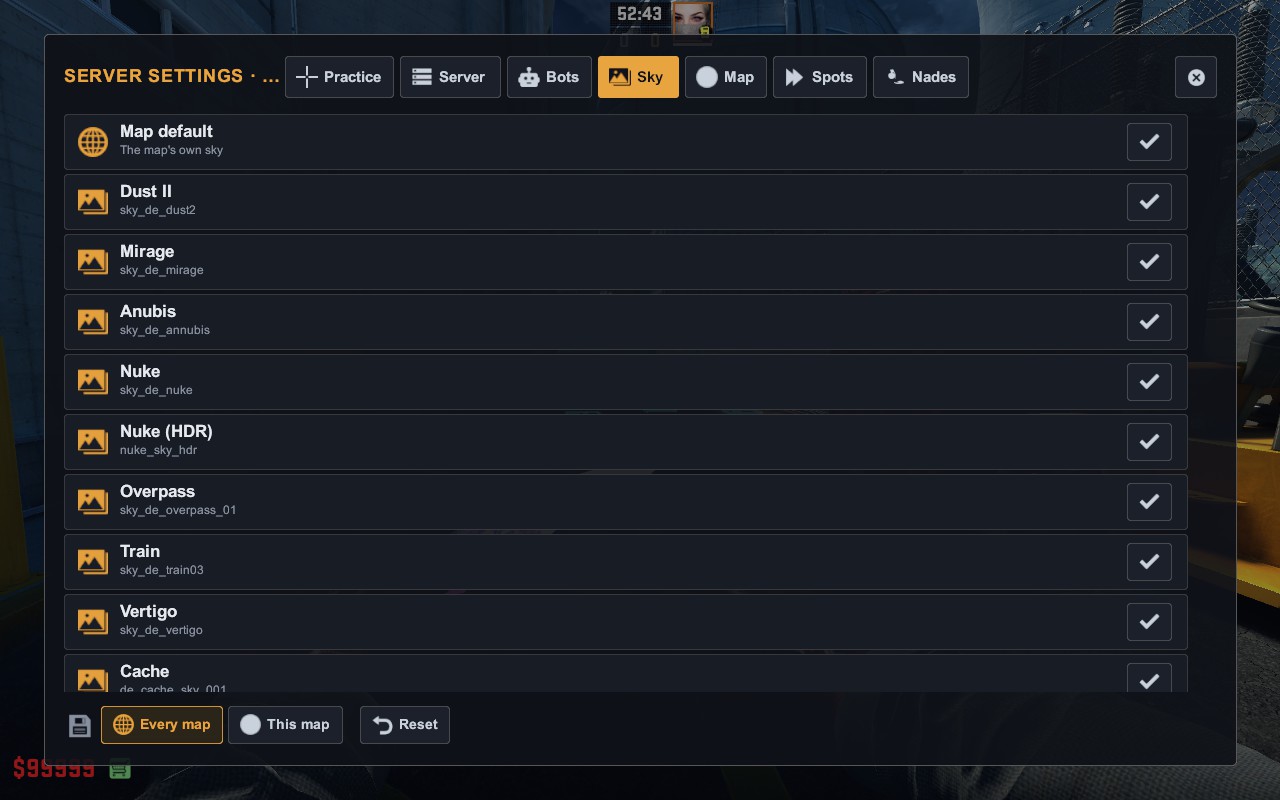 52:43
SERVER SETTINGS · ...
Practice
Server
Bots
Sky
Map
Spots
Nades
Map default
The map's own sky
Dust II
sky_de_dust2
Mirage
sky_de_mirage
Anubis
sky_de_annubis
Nuke
sky_de_nuke
Nuke (HDR)
nuke_sky_hdr
Overpass
sky_de_overpass_01
Train
sky_de_train03
Vertigo
sky_de_vertigo
Cache
de_cache_sky_001
Every map
This map
Reset
$99999